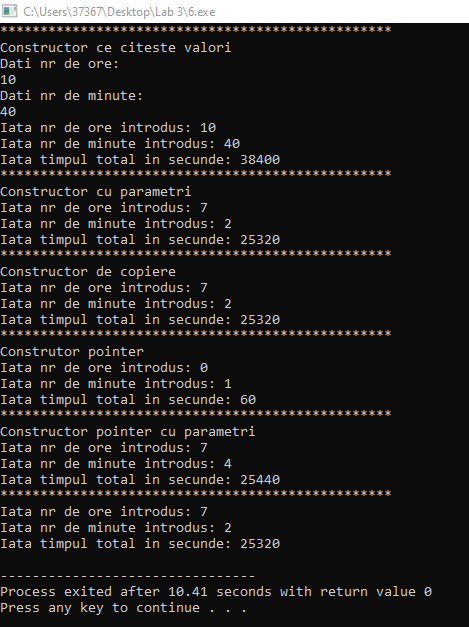 C:\Users\37367\Desktop\Lab 3\6.exe
*************************************************
Constructor ce citeste valori
Dati nr de ore:
10
Dati nr de minute:
40
Iata nr de ore introdus: 10
Iata nr de minute introdus: 40
Iata timpul total in secunde: 38400
*************************************************
Constructor cu parametri
Iata nr de ore introdus: 7
Iata nr de minute introdus: 2
Iata timpul total in secunde: 25320
*************************************************
Constructor de copiere
Iata nr de ore introdus: 7
Iata nr de minute introdus: 2
Iata timpul total in secunde: 25320
*************************************************
Construtor pointer
Iata nr de ore introdus: 0
Iata nr de minute introdus: 1
Iata timpul total in secunde: 60
*************************************************
Constructor pointer cu parametri
Iata nr de ore introdus: 7
Iata nr de minute introdus: 4
Iata timpul total in secunde: 25440
*************************************************
Iata nr de ore introdus: 7
Iata nr de minute introdus: 2
Iata timpul total in secunde: 25320
--------------------------------
Process exited after 10.41 seconds with return value 0
Press any key to continue . . .